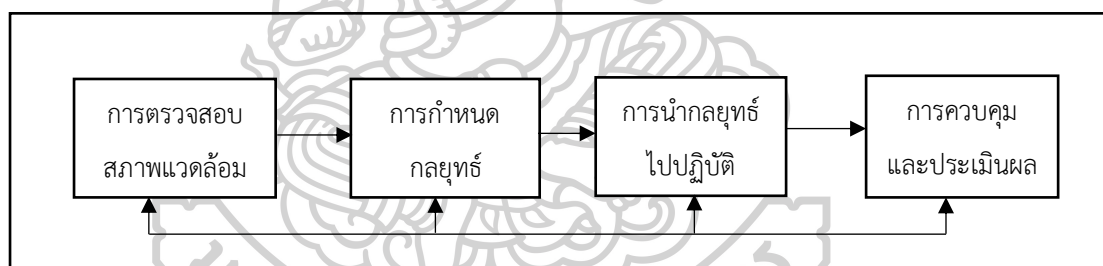 การตรวจสอบ
สภาพแวดล้อม
การกำหนด
กลยุทธ์
การนำกลยุทธ์
ไปปฏิบัติ
การควบคุม
และประเมินผล